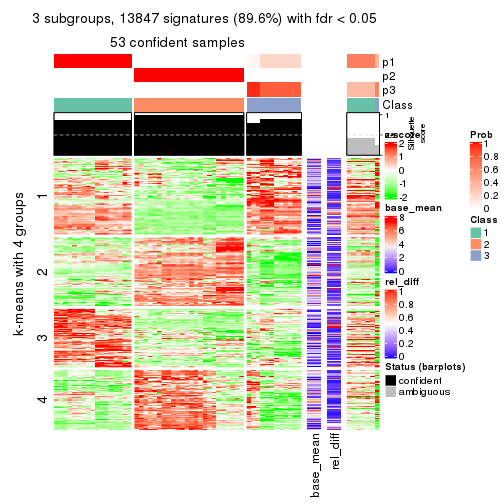 3 subgroups, 13847 signatures (89.6%) with fdr < 0.05
53 confident samples
p1
p2
p3
Class
1
Silhouette
score
z-score
2
1
0
-1
-2
base_mean
8
6
4
2
0
rel_diff
1
0.8
0.6
0.4
0.2
0
Prob
1
0.8
0.6
0.4
0.2
0
Class
1
2
3
Status (barplots)
confident
ambiguous
k-means with 4 groups
1
2
3
4
base_mean
rel_diff